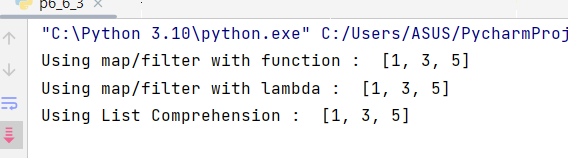 p6_6_3
"C:\Python 3.10\python.exe" C:/Users/ASUS/PycharmProj
Using map/filter with function :  [1, 3, 5]
Using map/filter with lambda :  [1, 3, 5]
Using List Comprehension :  [1, 3, 5]